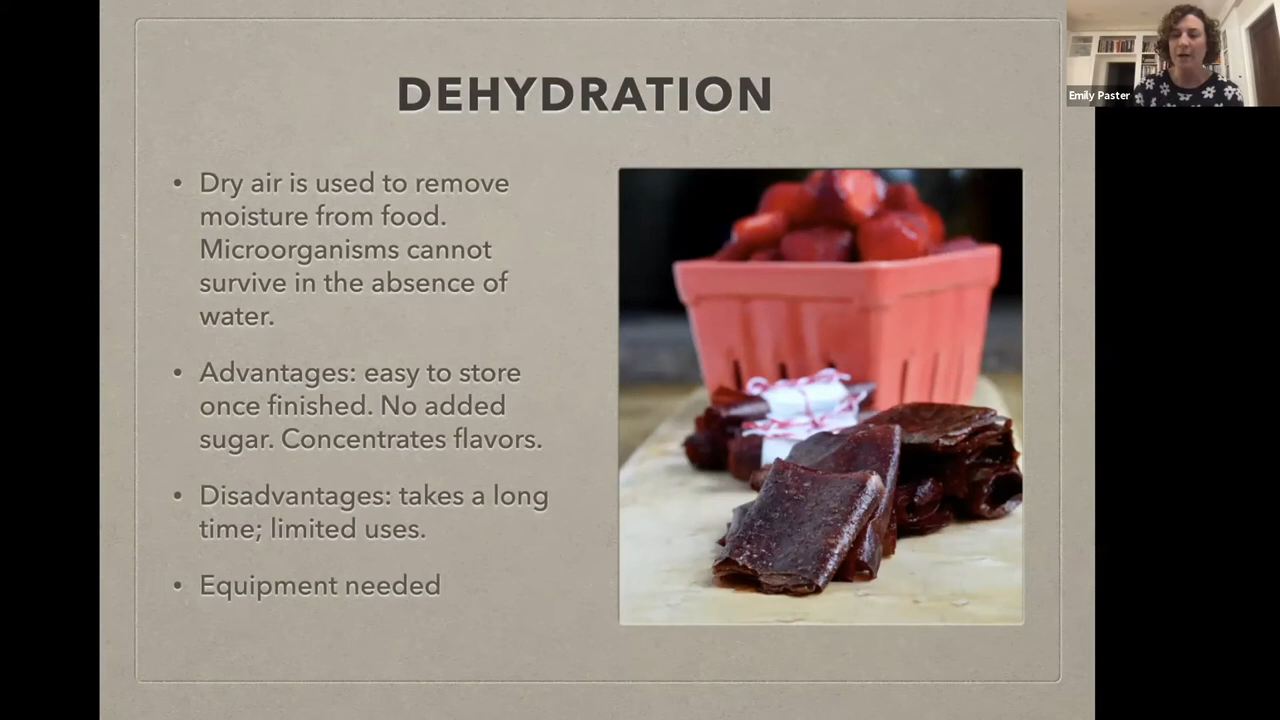 DEHYDRATION
• Dry air is used to remove
moisture from food.
Microorganisms cannot
survive in the absence of
water.
• Advantages: easy to store
once finished. No added
sugar. Concentrates flavors.
• Disadvantages: takes a long
time; limited uses.
• Equipment needed
Emily Paster